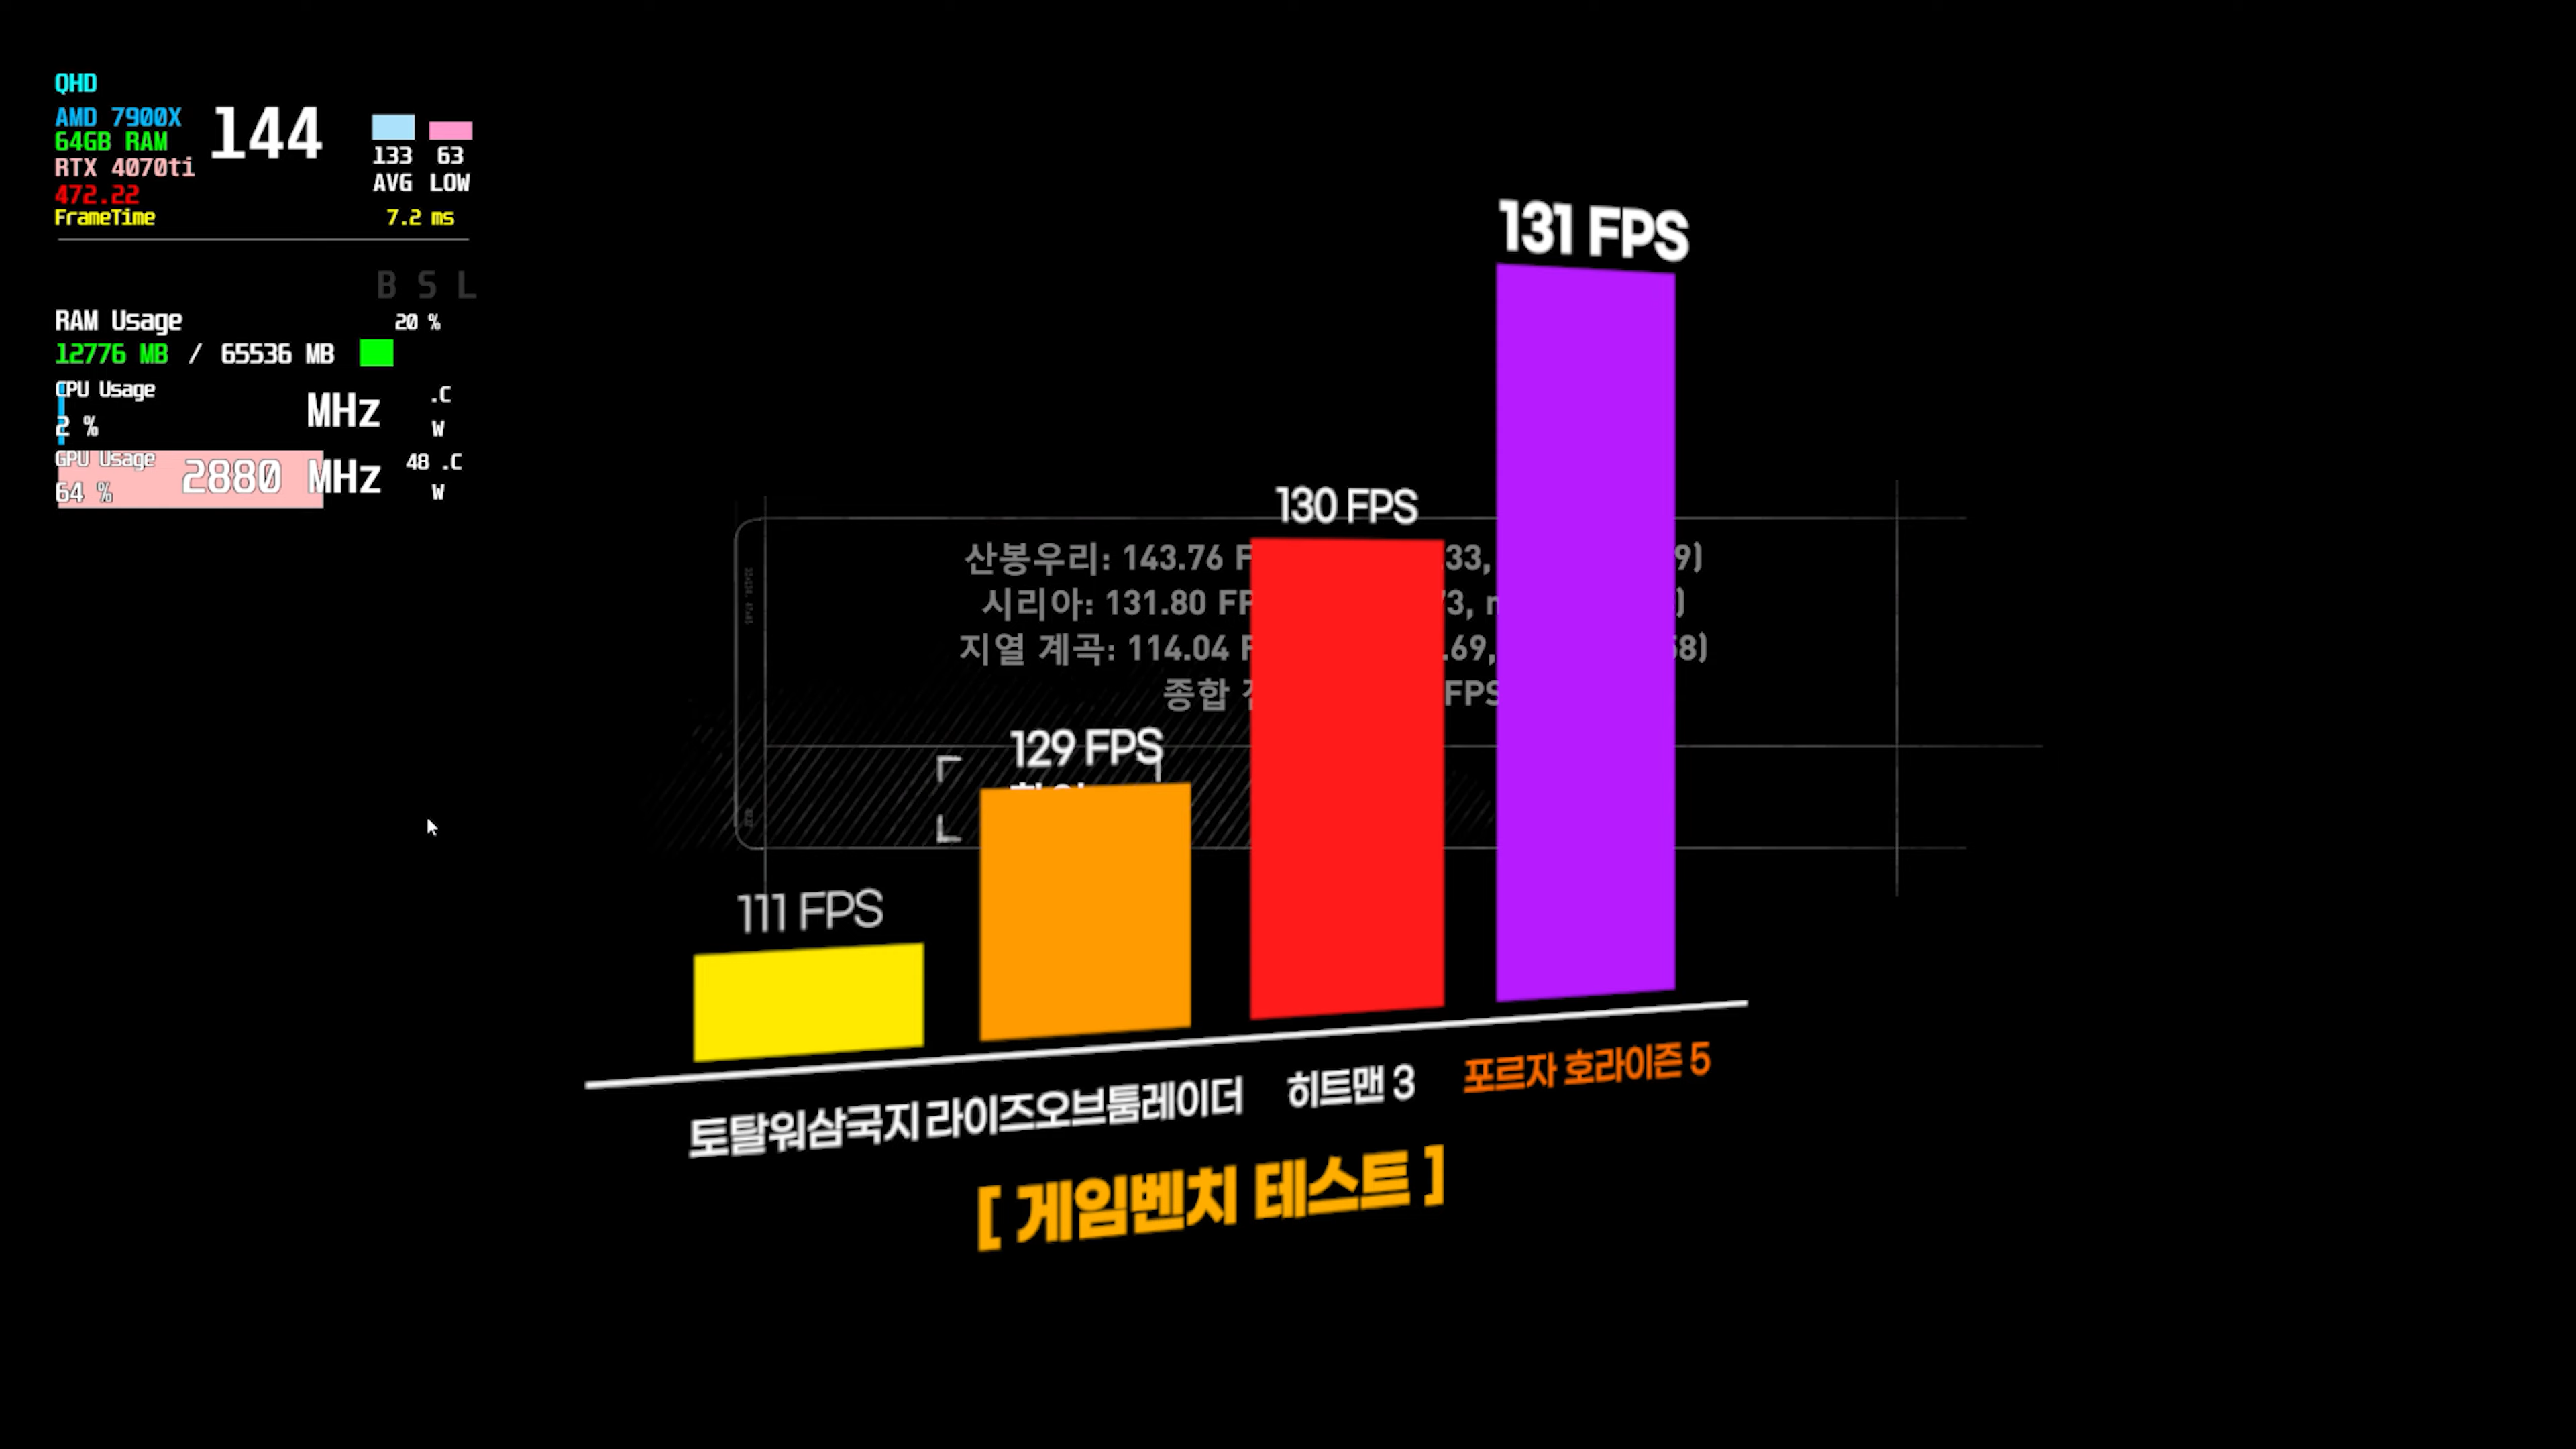 QHD
AMD 7900X
64GB RAM
RTX 4070ti
472.22
144
133 63
AVG LOW
FrameTime 7.2 ms
B S L
RAM Usage 20 %
12776 MB / 65536 MB
CPU Usage
2 % MHz .C
W
GPU Usage
64 % 2880 MHz 48 .C
W
131 FPS
130 FPS
산봉우리: 143.76 33, 9)
시리아: 131.80 3, )
지열 계곡: 114.04 .69, 58)
종합 FPS
129 FPS
111 FPS
토탈워삼국지 라이즈오브툼레이더 히트맨 3 포르자 호라이즌 5
[ 게임벤치 테스트 ]